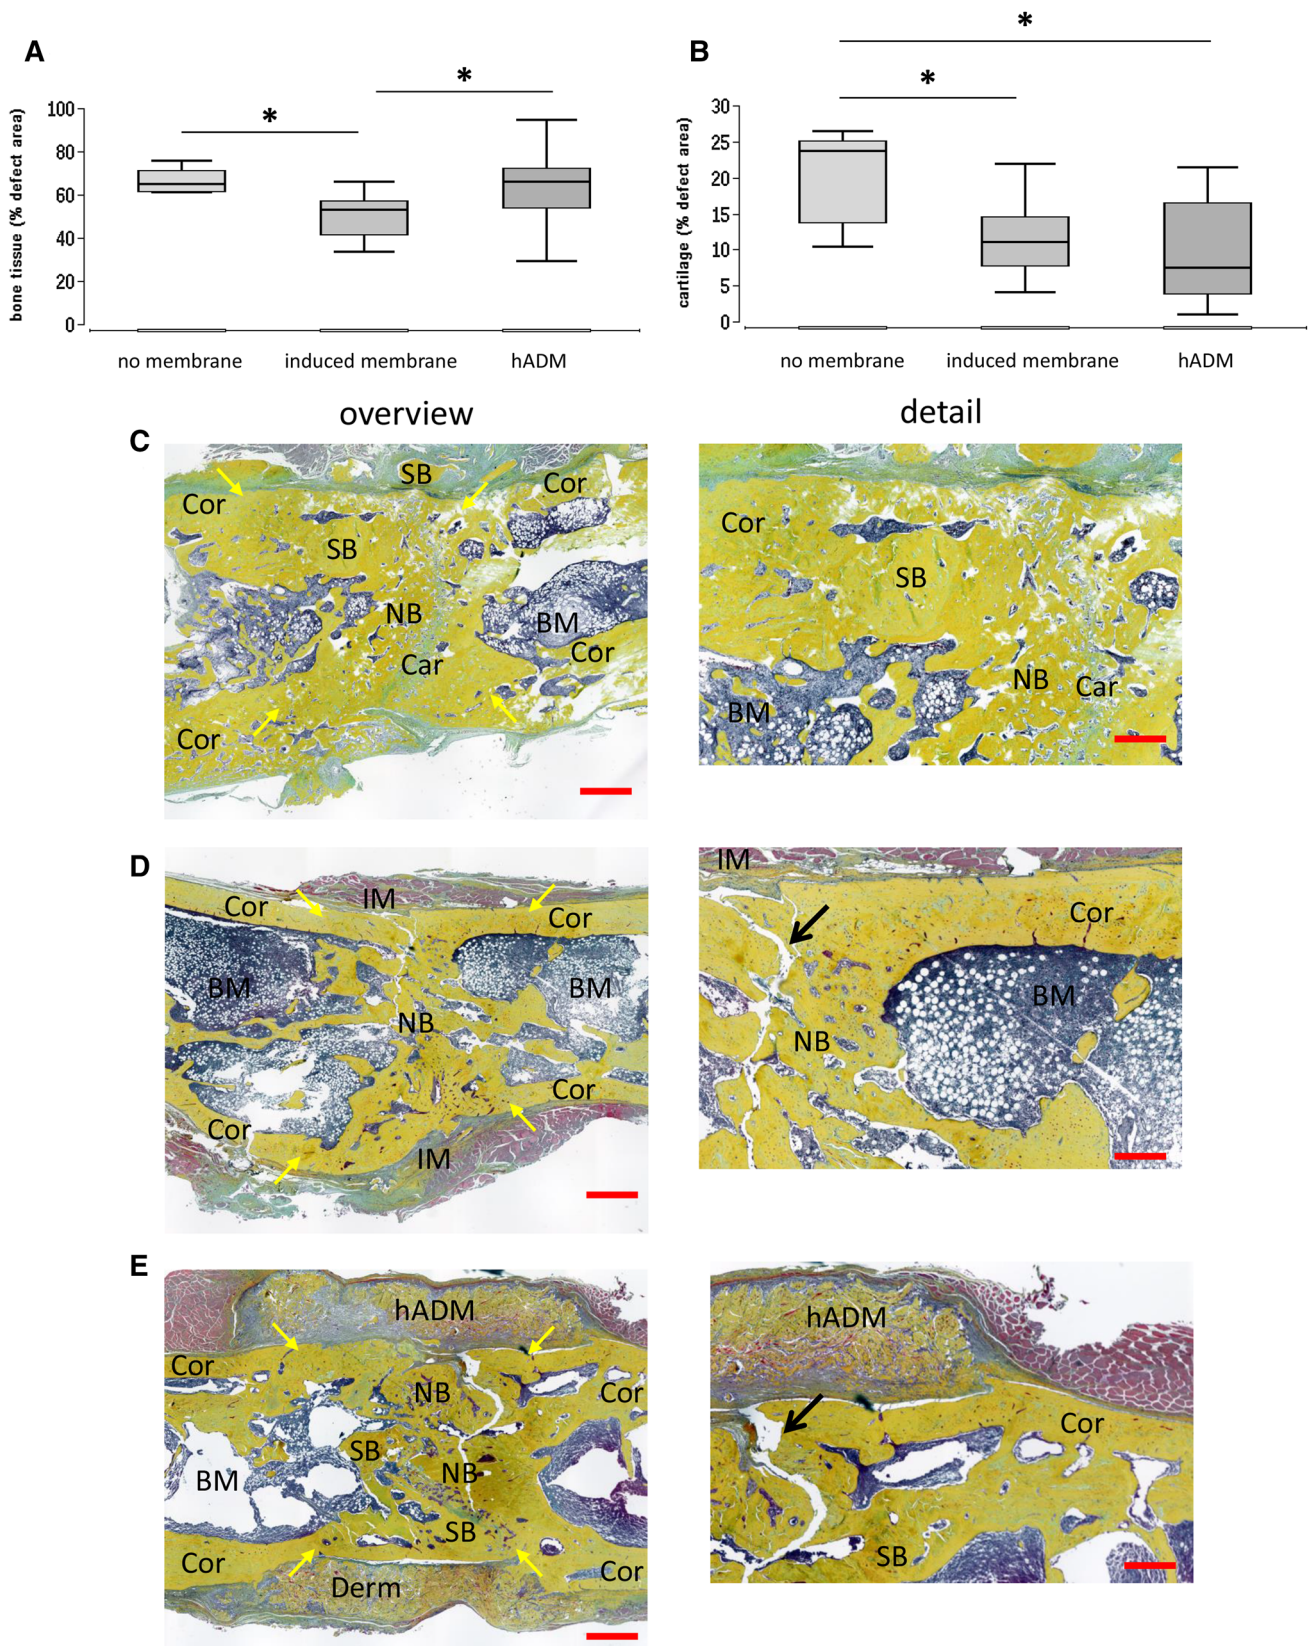 A
B
*
*
*
*
bone tissue (% defect area)
100
80
60
40
20
0
no membrane
induced membrane
hADM
cartilage (% defect area)
30
25
20
15
10
5
0
no membrane
induced membrane
hADM
overview
detail
C
SB
Cor
Cor
SB
NB
BM
Car
Cor
Cor
Cor
SB
NB
Car
BM
D
IM
Cor
Cor
BM
BM
NB
Cor
Cor
IM
IM
Cor
BM
NB
E
hADM
Cor
NB
Cor
SB
NB
BM
SB
Cor
Cor
Derm
hADM
Cor
SB